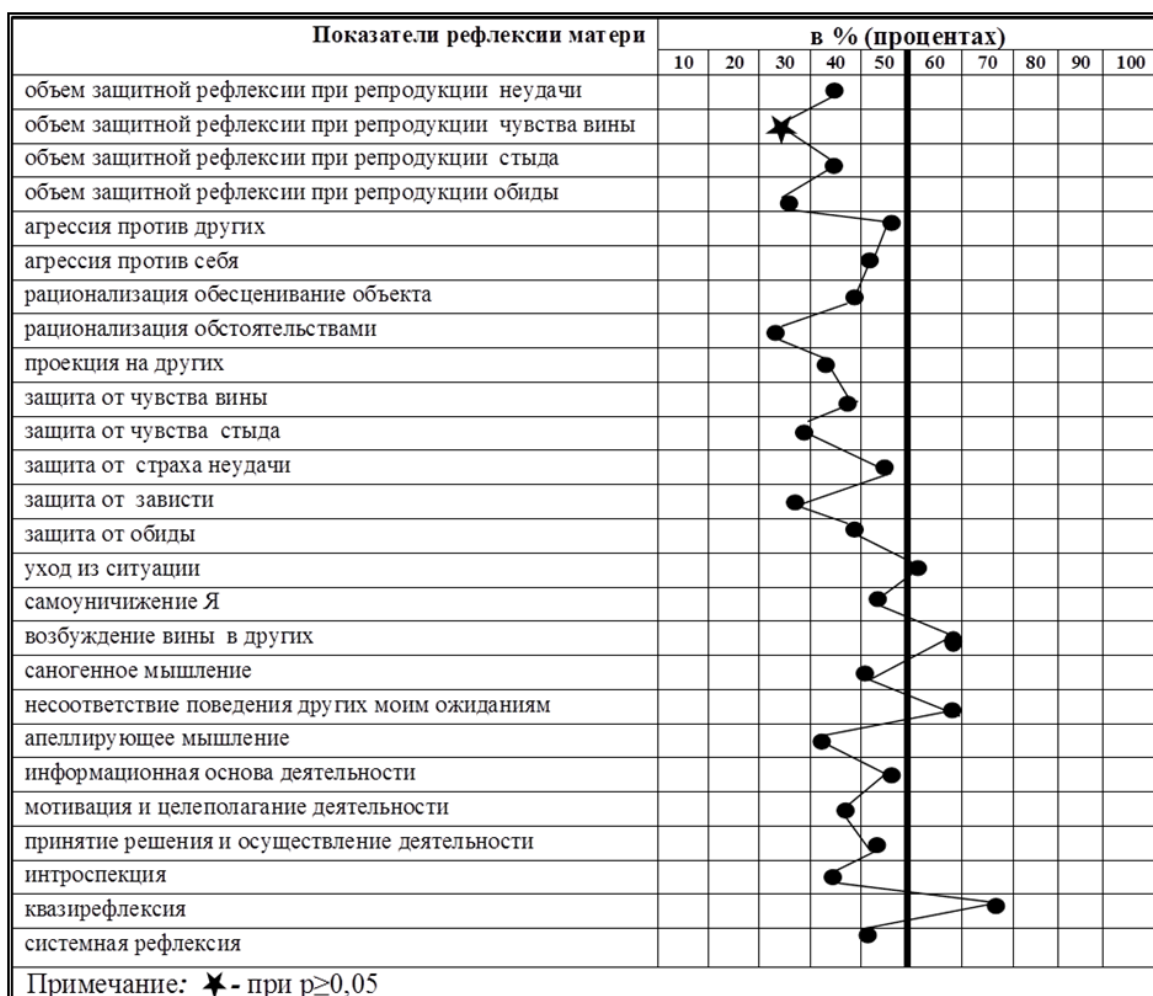 Показатели рефлексии матери
в % (процентах)
10 20 30 40 50 60 70 80 90 100
объем защитной рефлексии при репродукции неудачи
объем защитной рефлексии при репродукции чувства вины
объем защитной рефлексии при репродукции стыда
объем защитной рефлексии при репродукции обиды
агрессия против других
агрессия против себя
рационализация обесценивание объекта
рационализация обстоятельствами
проекция на других
защита от чувства вины
защита от чувства стыда
защита от страха неудачи
защита от зависти
защита от обиды
уход из ситуации
самоуничижение Я
возбуждение вины в других
саногенное мышление
несоответствие поведения других моим ожиданиям
апеллирующее мышление
информационная основа деятельности
мотивация и целеполагание деятельности
принятие решения и осуществление деятельности
интроспекция
квазирефлексия
системная рефлексия
Примечание: ★- при p≥0,05